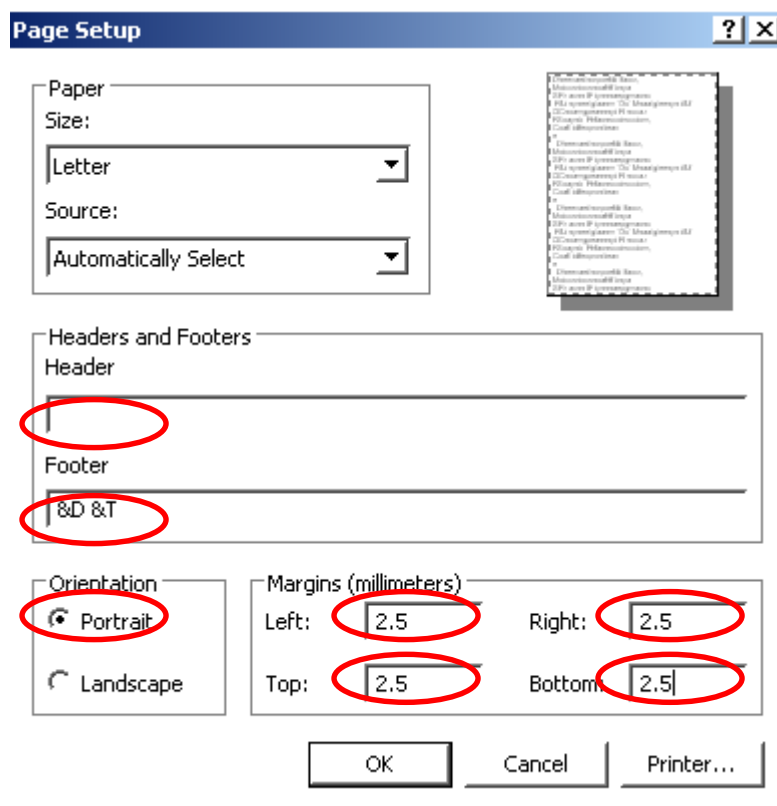 Page Setup
Paper
Size:
Letter
Source:
Automatically Select
Headers and Footers
Header
Footer
&D &T
Orientation
Portrait
Landscape
Margins (millimeters)
Left: 2.5 Right: 2.5
Top: 2.5 Bottom: 2.5
OK Cancel Printer...